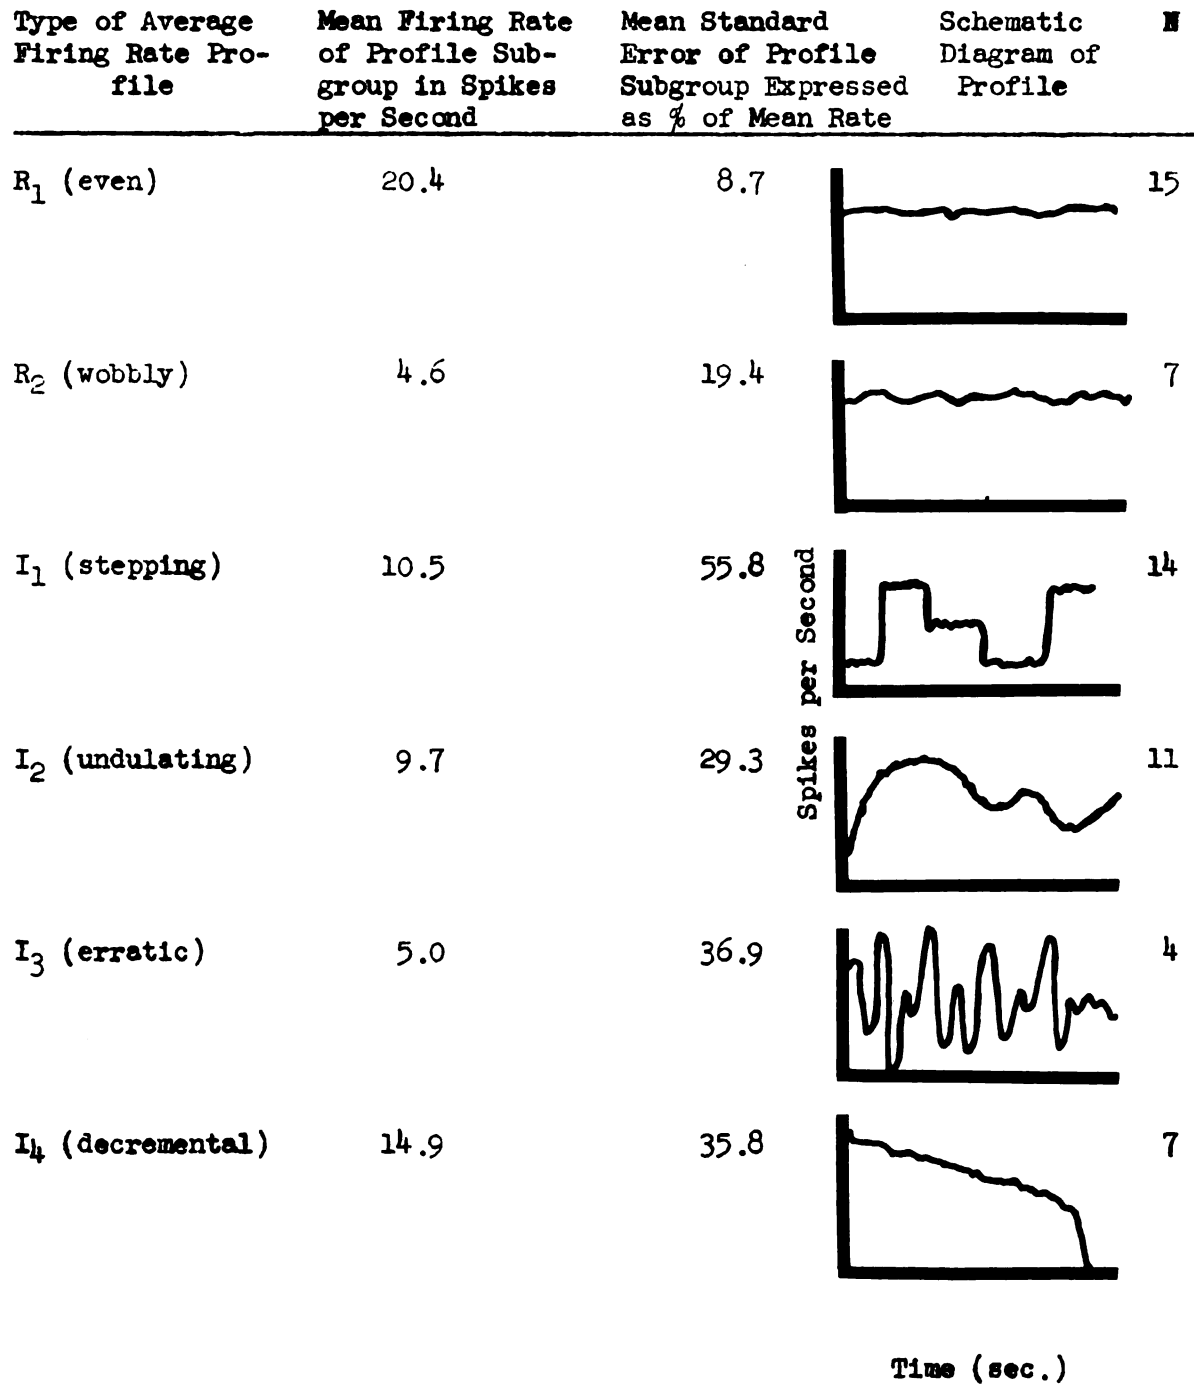 Type of Average Mean Firing Rate Mean Standard Schematic N
Firing Rate Pro- of Profile Sub- Error of Profile Diagram of
file group in Spikes Subgroup Expressed Profile
per Second as % of Mean Rate
R₁ (even) 20.4 8.7 15
R₂ (wobbly) 4.6 19.4 7
I₁ (stepping) 10.5 55.8 14
Spikes per Second
I₂ (undulating) 9.7 29.3 11
I₃ (erratic) 5.0 36.9 4
I₄ (decremental) 14.9 35.8 7
Time (sec.)